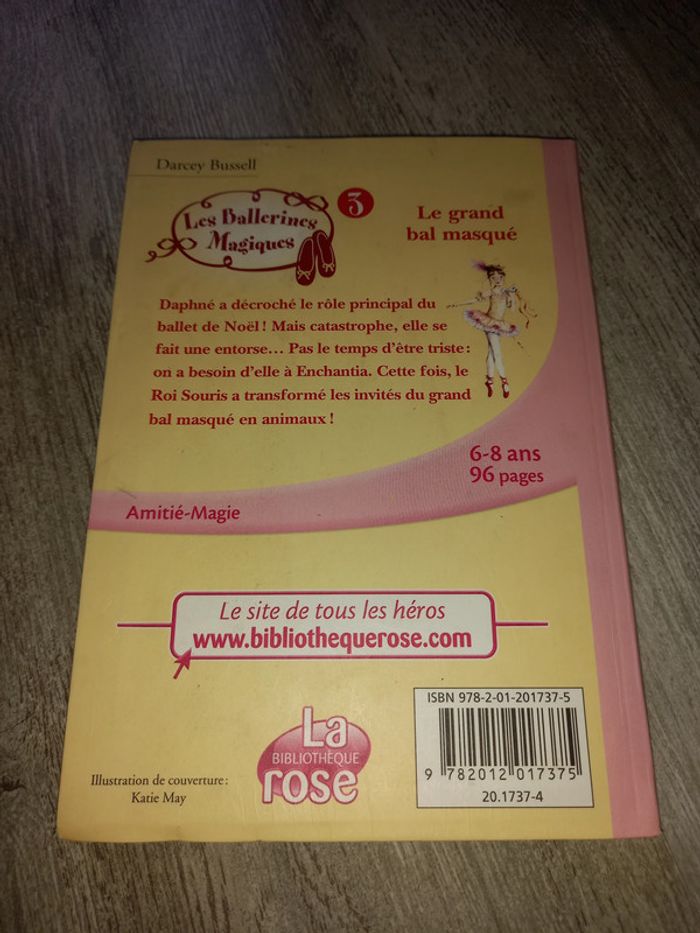 Darcey Bussell
Les Ballerines
Magiques
3
Le grand
bal masqué
Daphné a décroché le rôle principal du
ballet de Noël ! Mais catastrophe, elle se
fait une entorse... Pas le temps d'être triste :
on a besoin d'elle à Enchantia. Cette fois, le
Roi Souris a transformé les invités du grand
bal masqué en animaux !
6-8 ans
96 pages
Amitié-Magie
Le site de tous les héros
www.bibliothequerose.com
La
BIBLIOTHÈQUE
rose
Illustration de couverture :
Katie May
ISBN 978-2-01-201737-5
9 782012 017375
20.1737-4